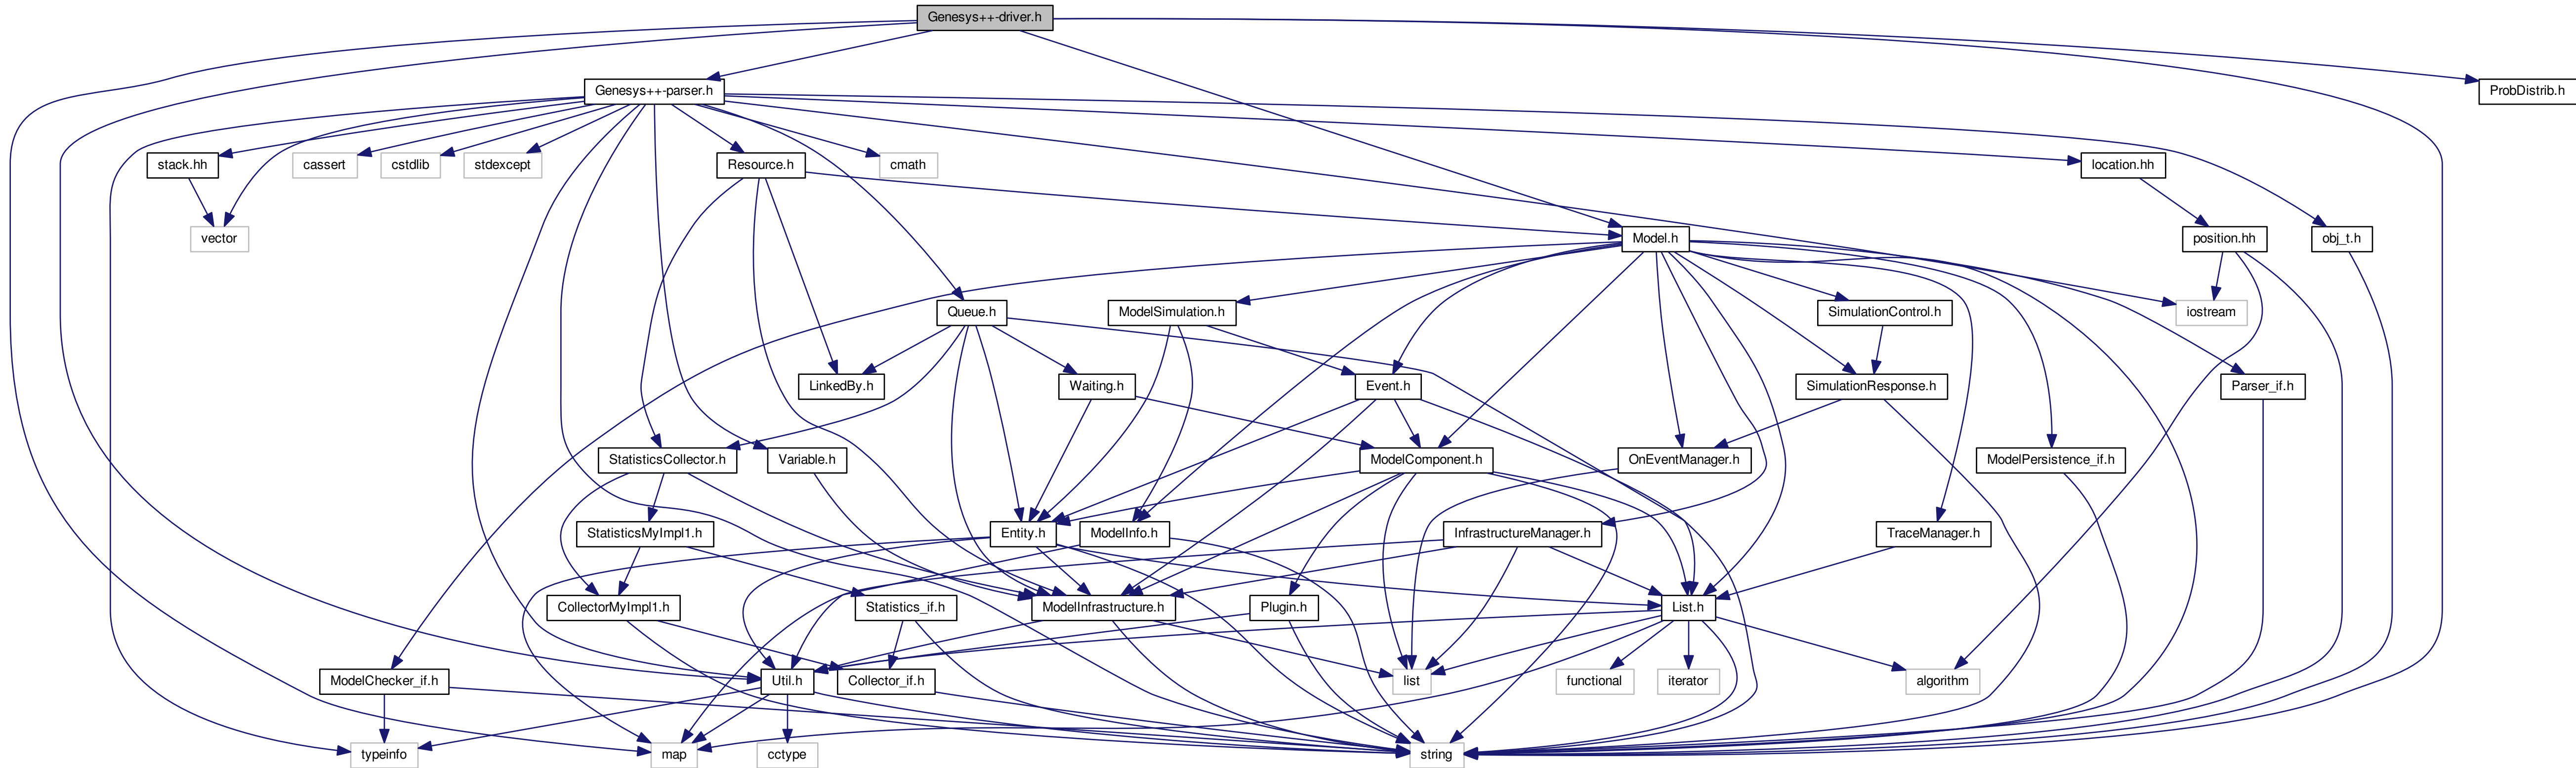 Genesys++-driver.h
Genesys++-parser.h
ProbDistrib.h
stack.hh
cassert
cstdlib
stdexcept
Resource.h
cmath
location.hh
vector
Model.h
position.hh
obj_t.h
Queue.h
ModelSimulation.h
SimulationControl.h
iostream
LinkedBy.h
Waiting.h
Event.h
SimulationResponse.h
Parser_if.h
StatisticsCollector.h
Variable.h
ModelComponent.h
OnEventManager.h
ModelPersistence_if.h
StatisticsMyImpl1.h
Entity.h
ModelInfo.h
InfrastructureManager.h
TraceManager.h
CollectorMyImpl1.h
Statistics_if.h
ModelInfrastructure.h
Plugin.h
List.h
ModelChecker_if.h
Util.h
Collector_if.h
list
functional
iterator
algorithm
typeinfo
map
cctype
string